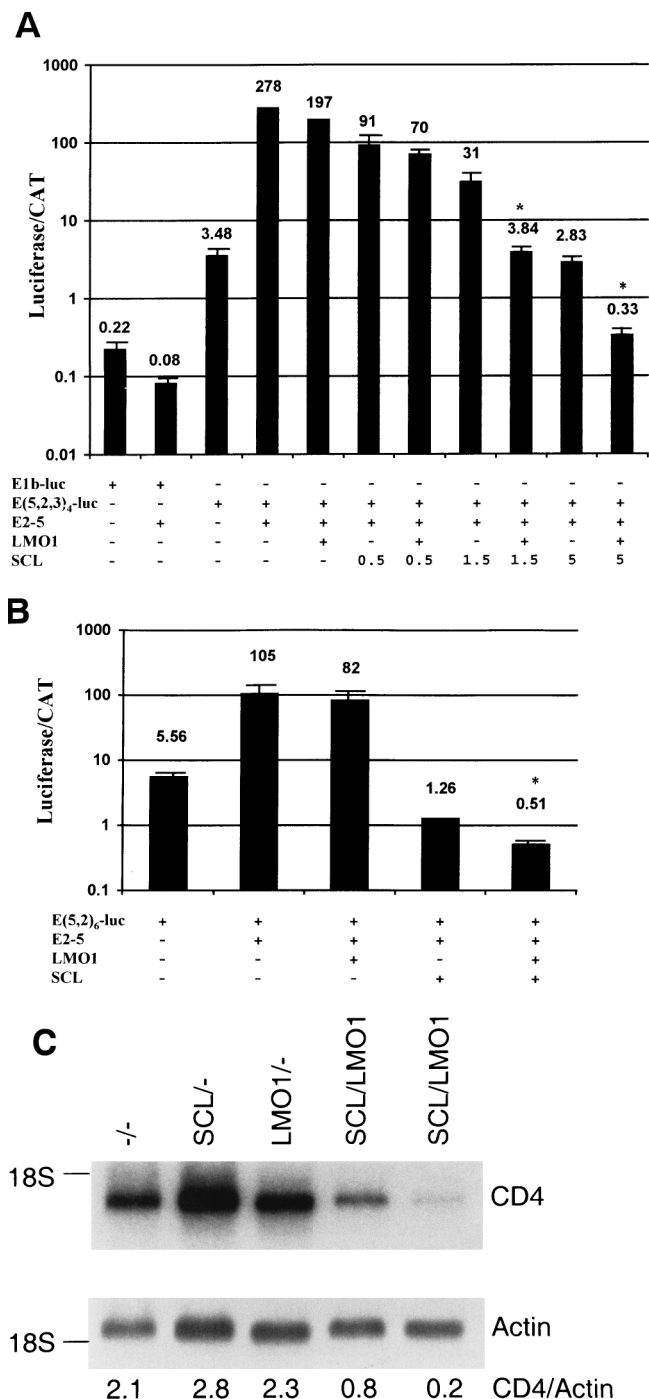 A
1000
100
10
1
0.1
0.01
Luciferase/CAT
0.22
0.08
3.48
278
197
91
70
31
*
3.84
2.83
*
0.33
E1b-luc + + - - - - - - - - -
E(5,2,3)4-luc - - + + + + + + + + +
E2-5 - + - + + + + + + + +
LMO1 - - - - + - + - + - +
SCL - - - - - 0.5 0.5 1.5 1.5 5 5
B
1000
100
10
1
0.1
Luciferase/CAT
5.56
105
82
1.26
*
0.51
E(5,2)6-luc + + + + +
E2-5 - + + + +
LMO1 - - + - +
SCL - - - + +
C
-/-
SCL/-
LMO1/-
SCL/LMO1
SCL/LMO1
18S
CD4
Actin
18S
2.1 2.8 2.3 0.8 0.2 CD4/Actin